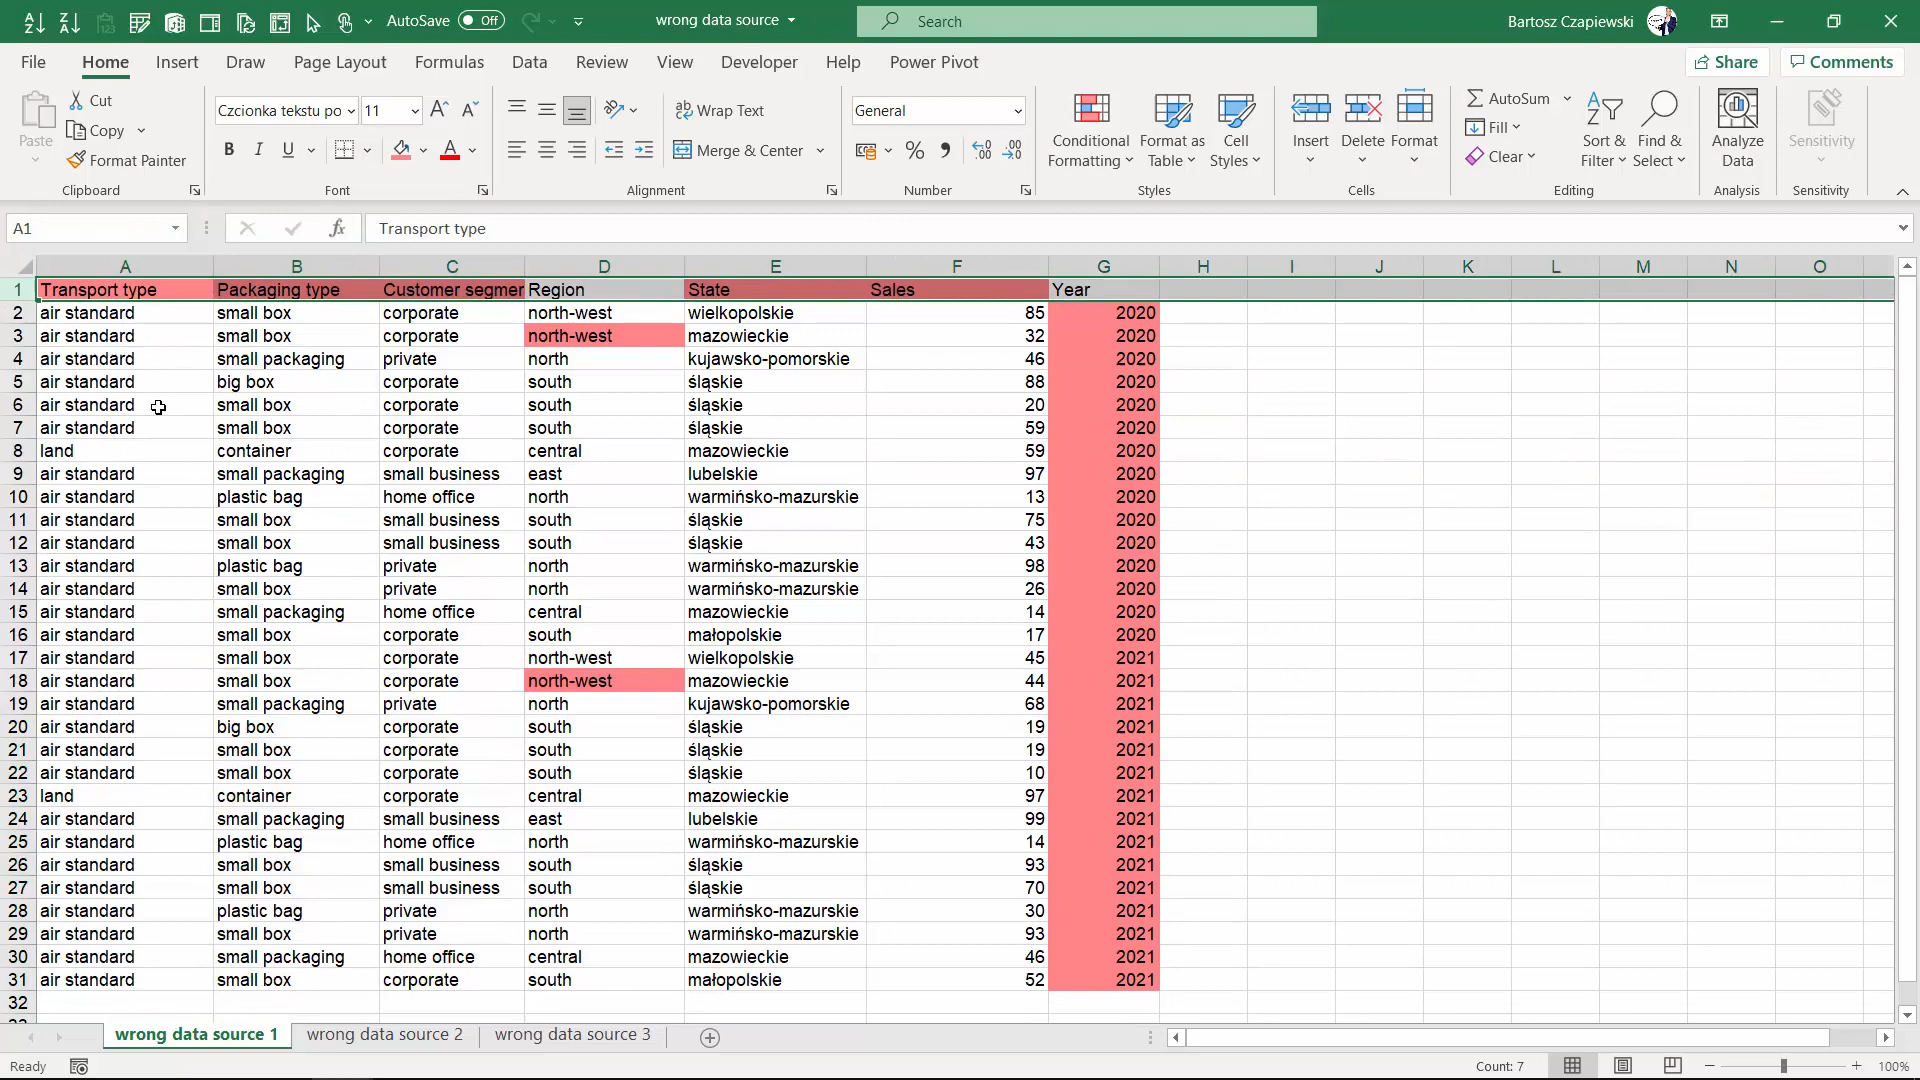 AutoSave Off wrong data source Search Bartosz Czapiewski
File Home Insert Draw Page Layout Formulas Data Review View Developer Help Power Pivot Share Comments
Paste Cut Copy Format Painter
Clipboard
Czcionka tekstu po 11
B I U A
Font
Wrap Text
Merge & Center
Alignment
General
% , 
Number
Conditional Formatting
Format as Table
Cell Styles
Styles
Insert Delete Format
Cells
AutoSum
Fill
Clear
Sort & Filter
Find & Select
Editing
Analyze Data
Analysis
Sensitivity
Sensitivity
A1 fx Transport type
A B C D E F G H I J K L M N O
1 Transport type Packaging type Customer segmer Region State Sales Year
2 air standard small box corporate north-west wielkopolskie 85 2020
3 air standard small box corporate north-west mazowieckie 32 2020
4 air standard small packaging private north kujawsko-pomorskie 46 2020
5 air standard big box corporate south śląskie 88 2020
6 air standard small box corporate south śląskie 20 2020
7 air standard small box corporate south śląskie 59 2020
8 land container corporate central mazowieckie 59 2020
9 air standard small packaging small business east lubelskie 97 2020
10 air standard plastic bag home office north warmińsko-mazurskie 13 2020
11 air standard small box small business south śląskie 75 2020
12 air standard small box small business south śląskie 43 2020
13 air standard plastic bag private north warmińsko-mazurskie 98 2020
14 air standard small box private north warmińsko-mazurskie 26 2020
15 air standard small packaging home office central mazowieckie 14 2020
16 air standard small box corporate south małopolskie 17 2020
17 air standard small box corporate north-west wielkopolskie 45 2021
18 air standard small box corporate north-west mazowieckie 44 2021
19 air standard small packaging private north kujawsko-pomorskie 68 2021
20 air standard big box corporate south śląskie 19 2021
21 air standard small box corporate south śląskie 19 2021
22 air standard small box corporate south śląskie 10 2021
23 land container corporate central mazowieckie 97 2021
24 air standard small packaging small business east lubelskie 99 2021
25 air standard plastic bag home office north warmińsko-mazurskie 14 2021
26 air standard small box small business south śląskie 93 2021
27 air standard small box small business south śląskie 70 2021
28 air standard plastic bag private north warmińsko-mazurskie 30 2021
29 air standard small box private north warmińsko-mazurskie 93 2021
30 air standard small packaging home office central mazowieckie 46 2021
31 air standard small box corporate south małopolskie 52 2021
32
wrong data source 1 wrong data source 2 wrong data source 3
Ready Count: 7 100%